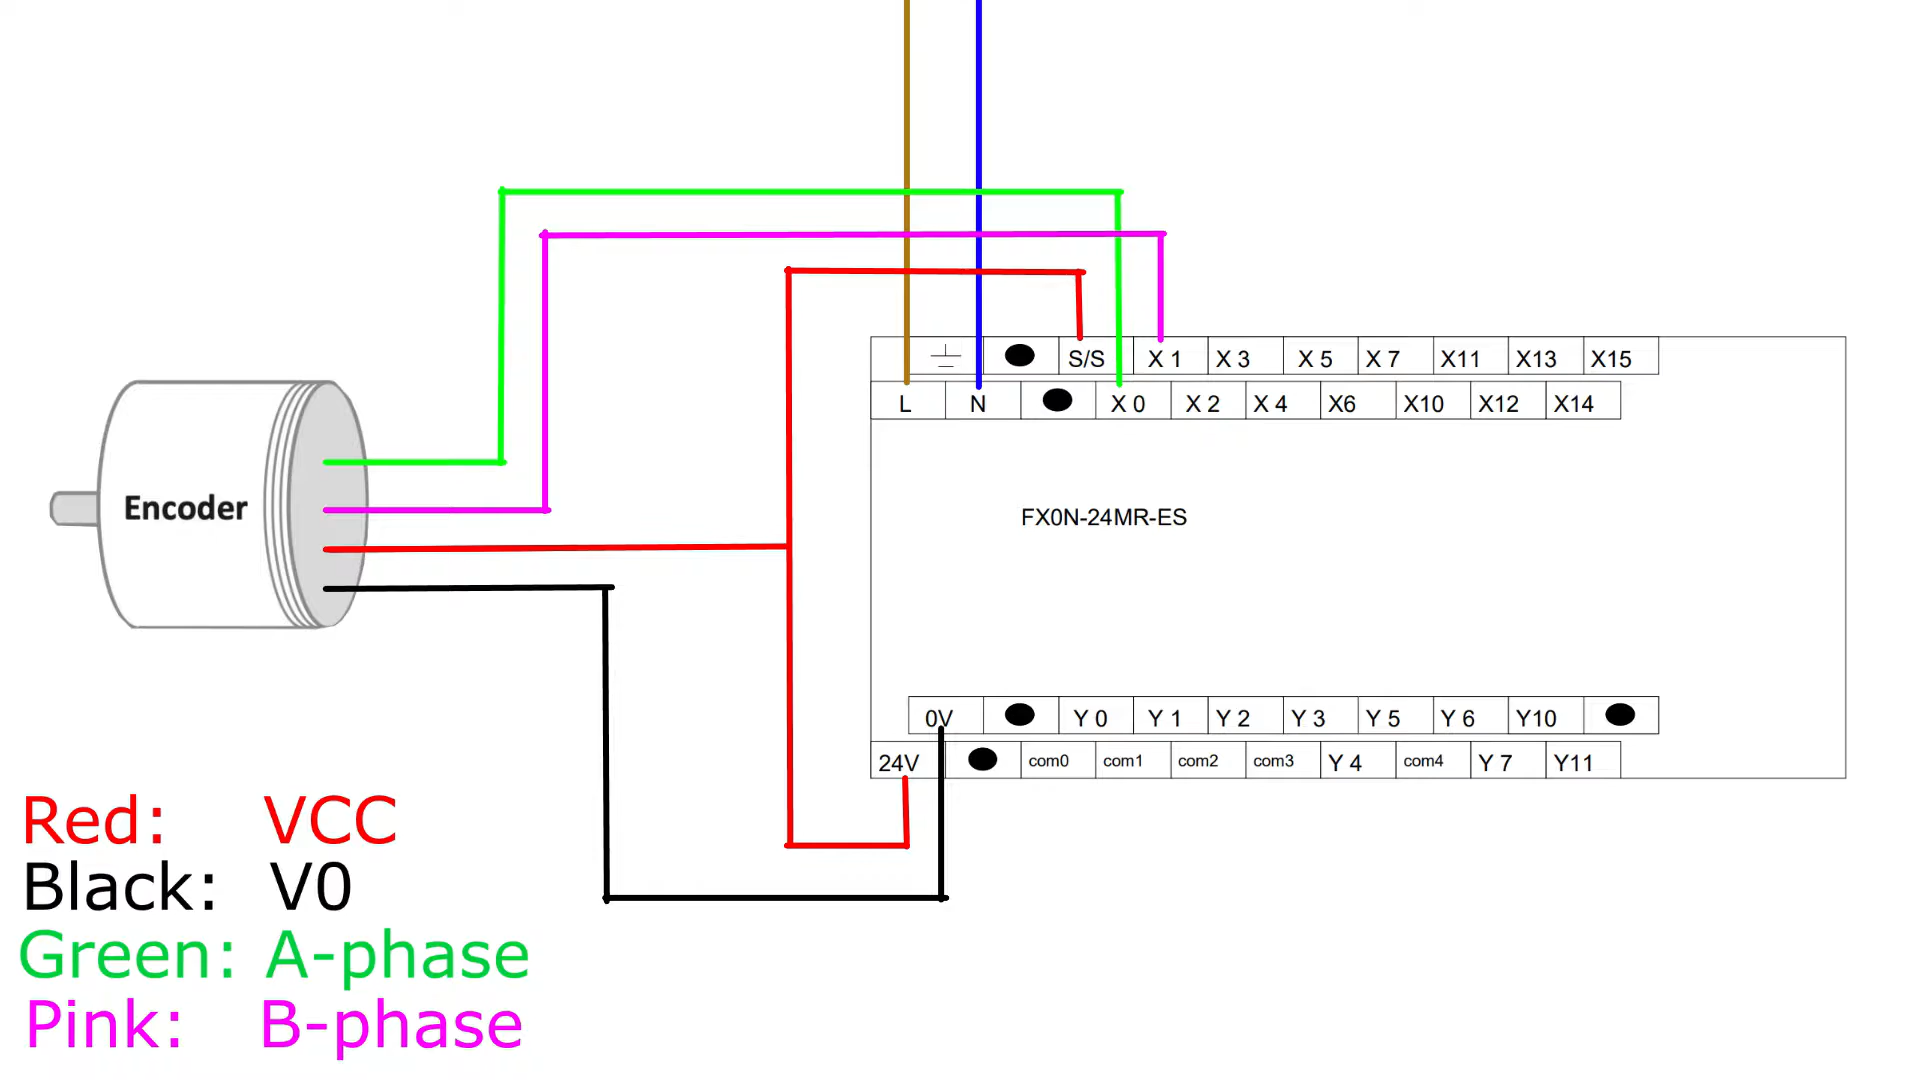 S/S X 1 X 3 X 5 X 7 X11 X13 X15
L N X 0 X 2 X 4 X6 X10 X12 X14
Encoder
FX0N-24MR-ES
0V Y 0 Y 1 Y 2 Y 3 Y 5 Y 6 Y10
24V com0 com1 com2 com3 Y 4 com4 Y 7 Y11
Red: VCC
Black: V0
Green: A-phase
Pink: B-phase